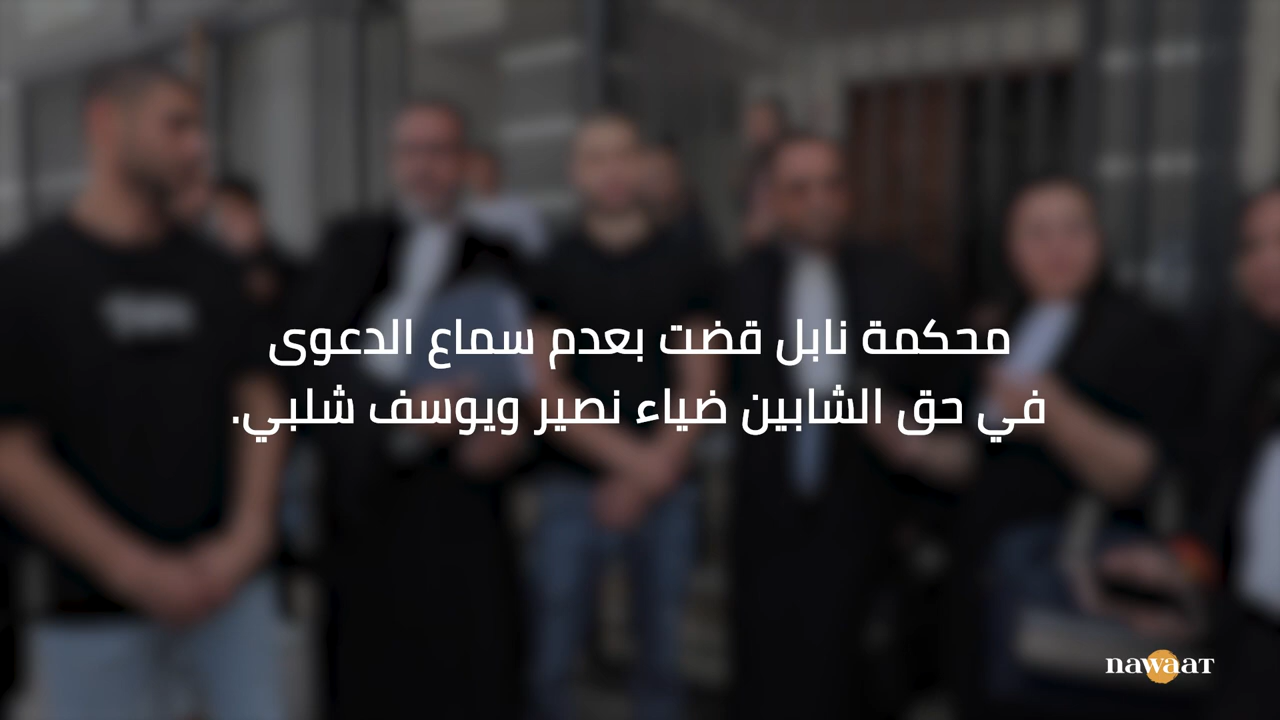 محكمة نابل قضت بعدم سماع الدعوى
في حق الشابين ضياء نصير ويوسف شلبي.
nawaat